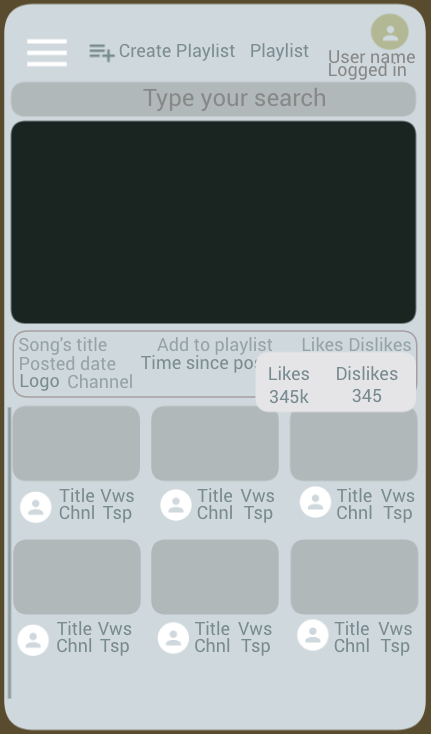 Create Playlist Playlist
User name
Logged in
Type your search
Song's title Add to playlist Likes Dislikes
Posted date Time since pos
Logo Channel
Likes Dislikes
345k 345
Title Vws Title Vws Title Vws
Chnl Tsp Chnl Tsp Chnl Tsp
Title Vws Title Vws Title Vws
Chnl Tsp Chnl Tsp Chnl Tsp